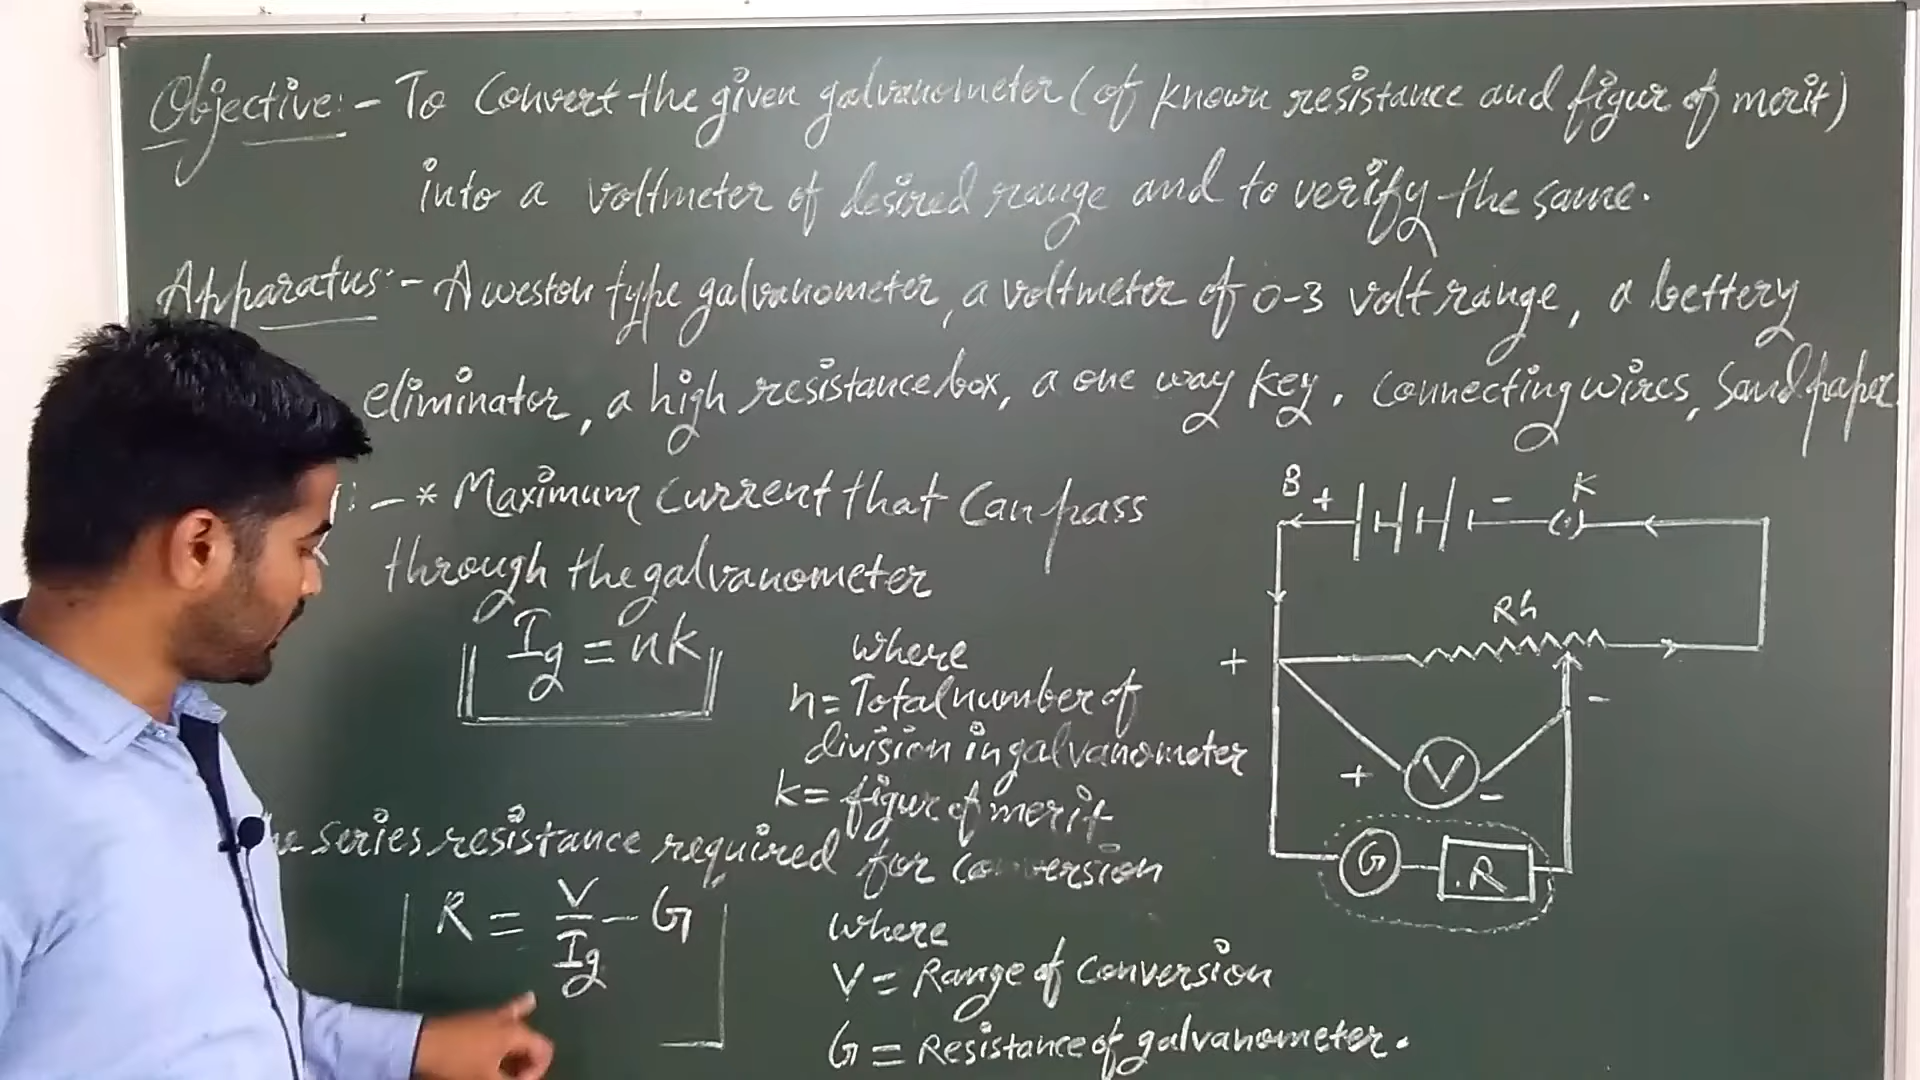 Objective:- To Convert the given galvanometer (of known resistance and figur of merit)
into a voltmeter of desired range and to verify the same.
Apparatus:- A weston type galvanometer, a voltmeter of 0-3 volt range, a bettery
eliminator, a high resistance box, a one way key. Connecting wires, Sand paper.
:- * Maximum current that can pass
through the galvanometer
Ig = nk
where
n = Total number of
division in galvanometer
k = figur of merit
series resistance required for conversion
R = V/Ig - G
where
V = Range of Conversion
G = Resistance of galvanometer.
B + - K
Rh
+ -
+ V -
G R